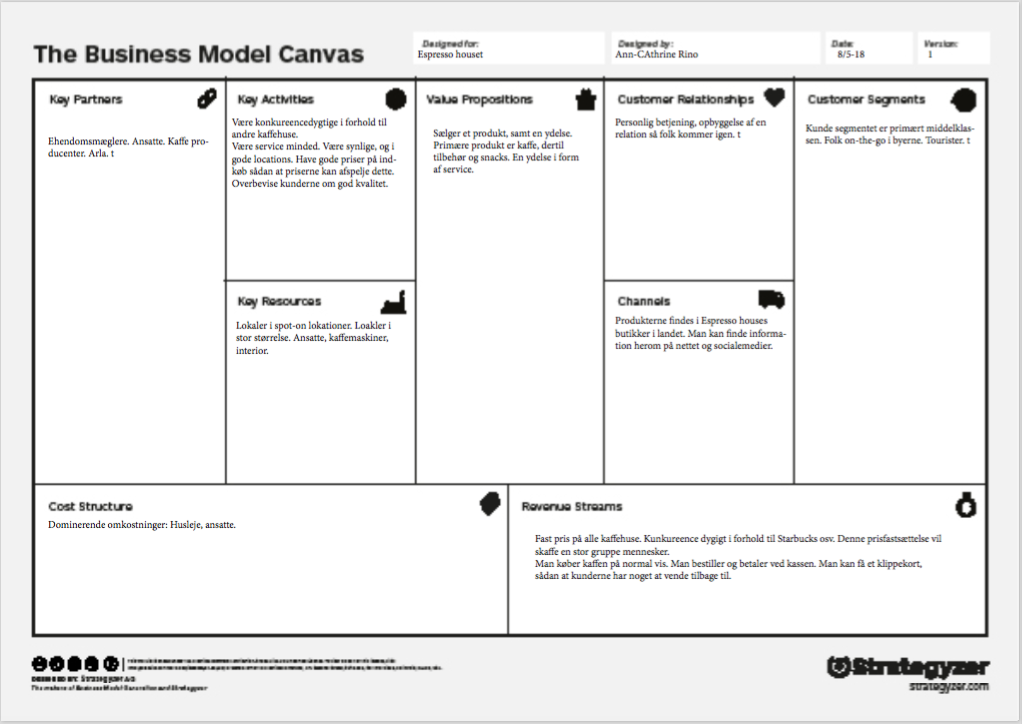 The Business Model Canvas
Designed for:
Espresso houset
Designed by:
Ann-CAthrine Rino
Date:
8/5-18
Version:
1
Key Partners
Ehendomsmæglere. Ansatte. Kaffe pro-
ducenter. Arla. t
Key Activities
Være konkureencedygtige i forhold til
andre kaffehuse.
Være service minded. Være synlige, og i
gode locations. Have gode priser på ind-
køb sådan at priserne kan afspelje dette.
Overbevise kunderne om god kvalitet.
Key Resources
Lokaler i spot-on lokationer. Loakler i
stor størrelse. Ansatte, kaffemaskiner,
interior.
Value Propositions
Sælger et produkt, samt en ydelse.
Primære produkt er kaffe, dertil
tilbehør og snacks. En ydelse i form
af service.
Customer Relationships
Personlig betjening, opbyggelse af en
relation så folk kommer igen. t
Channels
Produkterne findes i Espresso houses
butikker i landet. Man kan finde informa-
tion herom på nettet og socialemedier.
Customer Segments
Kunde segmentet er primært middelklas-
sen. Folk on-the-go i byerne. Tourister. t
Cost Structure
Dominerende omkostninger: Husleje, ansatte.
Revenue Streams
Fast pris på alle kaffehuse. Kunkureence dygigt i forhold til Starbucks osv. Denne prisfastsættelse vil
skaffe en stor gruppe mennesker.
Man køber kaffen på normal vis. Man bestiller og betaler ved kassen. Man kan få et klippekort,
sådan at kunderne har noget at vende tilbage til.
DESIGNED BY: Strategyzer AG
The makers of Business Model Generation and Strategyzer
Strategyzer
strategyzer.com